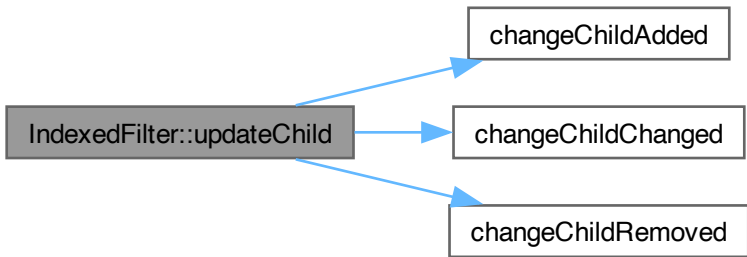 changeChildAdded
IndexedFilter::updateChild
changeChildChanged
changeChildRemoved